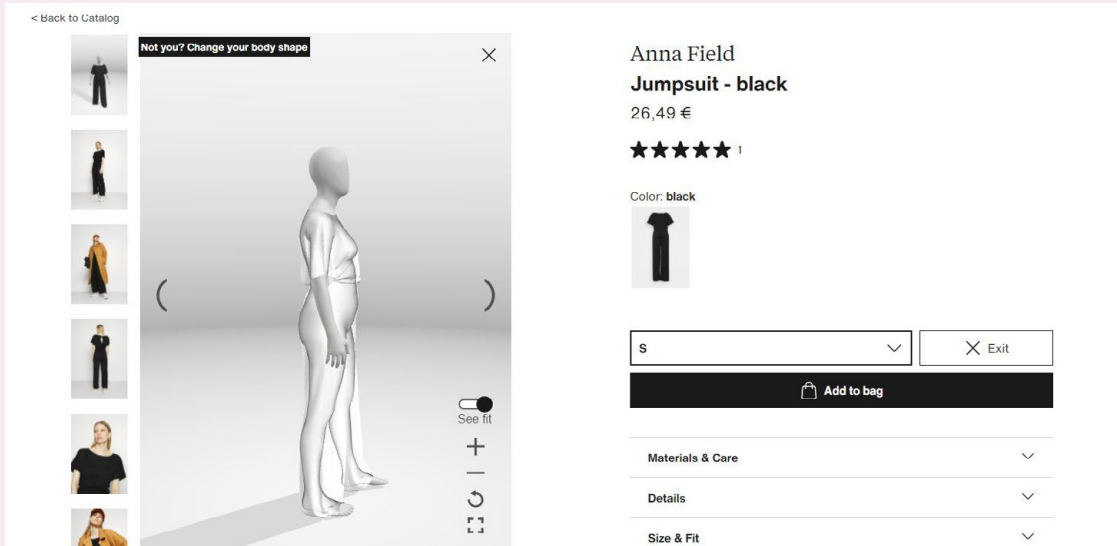 < Back to Catalog
Not you? Change your body shape
See fit
Anna Field
Jumpsuit - black
26,49 €
1
Color: black
S
Exit
Add to bag
Materials & Care
Details
Size & Fit